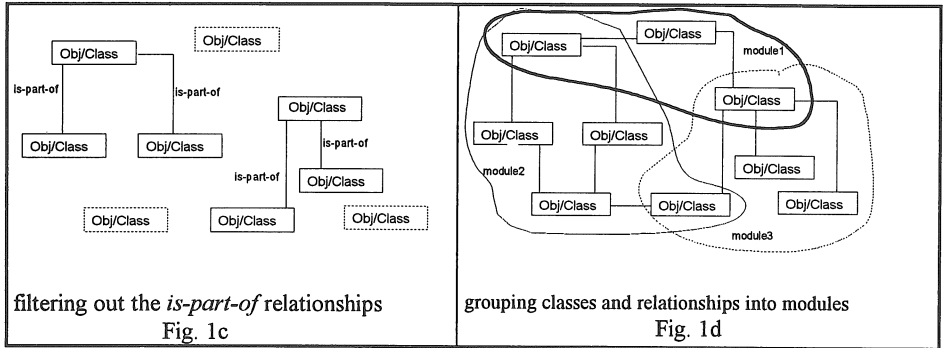 Obj/Class
Obj/Class
is-part-of
is-part-of
Obj/Class
Obj/Class
Obj/Class
is-part-of
is-part-of
Obj/Class
Obj/Class
Obj/Class
Obj/Class
filtering out the is-part-of relationships
Fig. 1c
Obj/Class
Obj/Class
module1
Obj/Class
Obj/Class
Obj/Class
Obj/Class
module2
Obj/Class
Obj/Class
Obj/Class
module3
grouping classes and relationships into modules
Fig. 1d